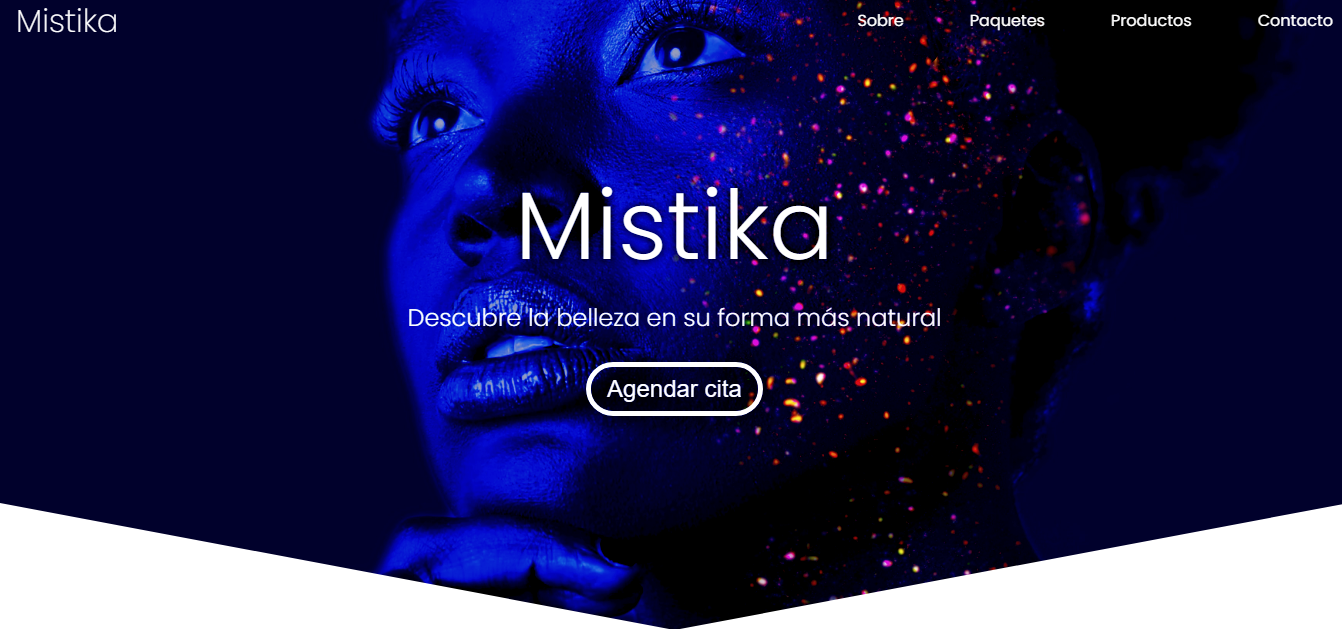 Mistika
Sobre
Paquetes
Productos
Contacto
Mistika
Descubre la belleza en su forma más natural
Agendar cita